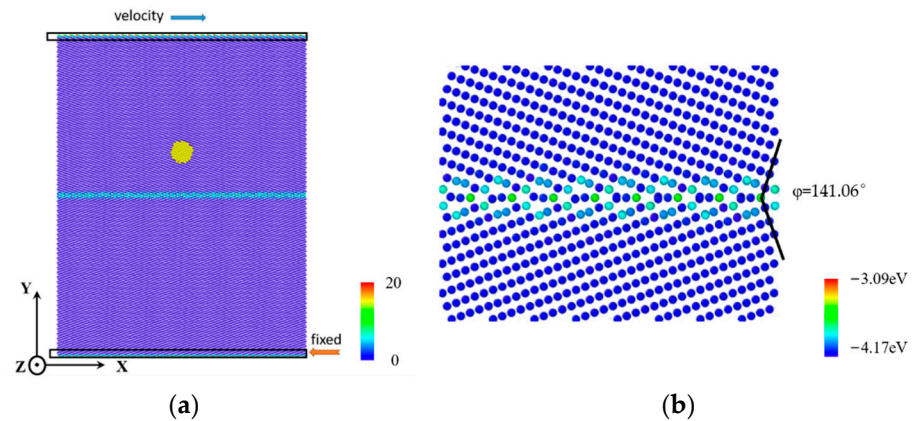 velocity
Y
Z
X
fixed
20
0
(a)
φ=141.06°
−3.09eV
−4.17eV
(b)